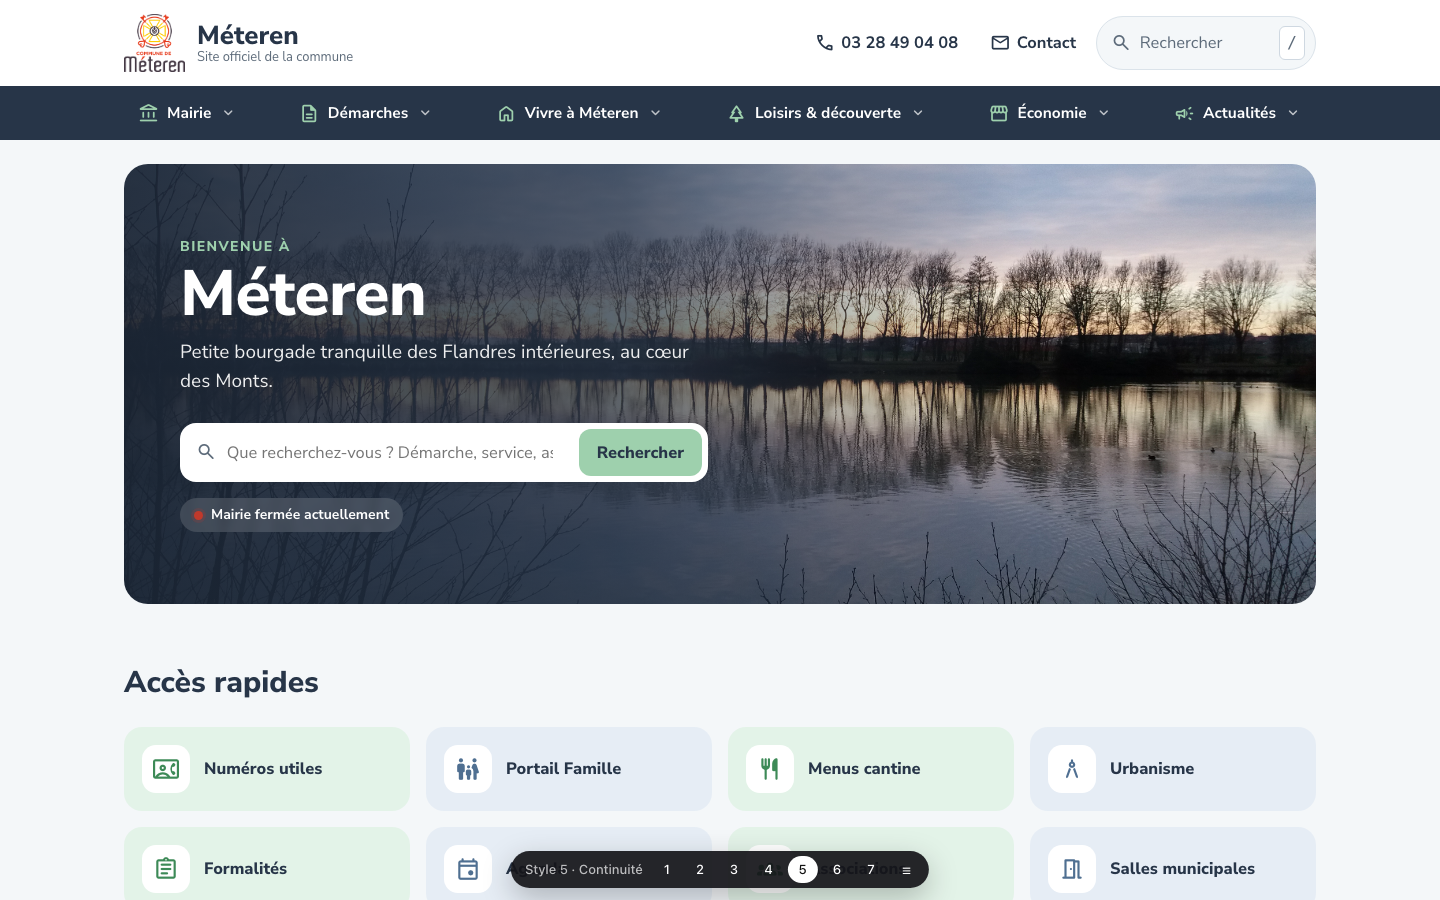 COMMUNE DE
Méteren
Méteren
Site officiel de la commune
03 28 49 04 08
Contact
Rechercher
/
Mairie
Démarches
Vivre à Méteren
Loisirs & découverte
Économie
Actualités
BIENVENUE À
Méteren
Petite bourgade tranquille des Flandres intérieures, au cœur
des Monts.
Que recherchez-vous ? Démarche, service, as
Rechercher
Mairie fermée actuellement
Accès rapides
Numéros utiles
Portail Famille
Menus cantine
Urbanisme
Formalités
Salles municipales
Style 5 · Continuité
1
2
3
4
5
6
7
≡